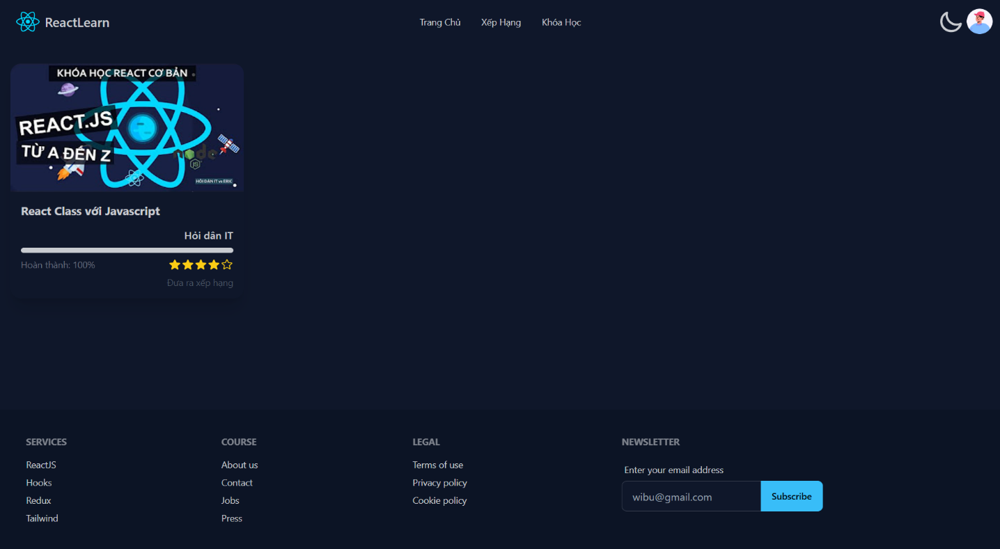 ReactLearn
Trang Chủ
Xếp Hạng
Khóa Học
KHÓA HỌC REACT CƠ BẢN
REACT.JS
TỪ A ĐẾN Z
node
JS
HỎI DÂN IT vs ERIC
React Class với Javascript
Hỏi dân IT
Hoàn thành: 100%
Đưa ra xếp hạng
SERVICES
ReactJS
Hooks
Redux
Tailwind
COURSE
About us
Contact
Jobs
Press
LEGAL
Terms of use
Privacy policy
Cookie policy
NEWSLETTER
Enter your email address
wibu@gmail.com
Subscribe